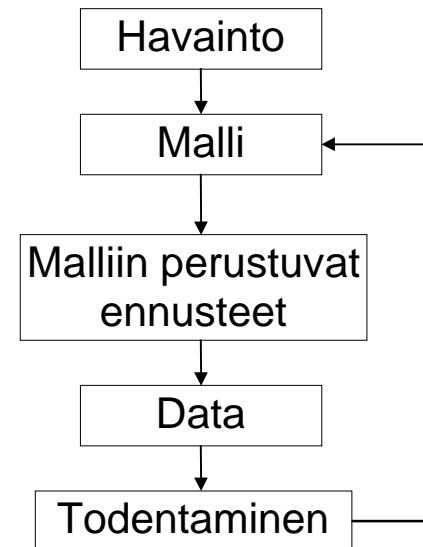 Havainto
Malli
Malliin perustuvat
ennusteet
Data
Todentaminen